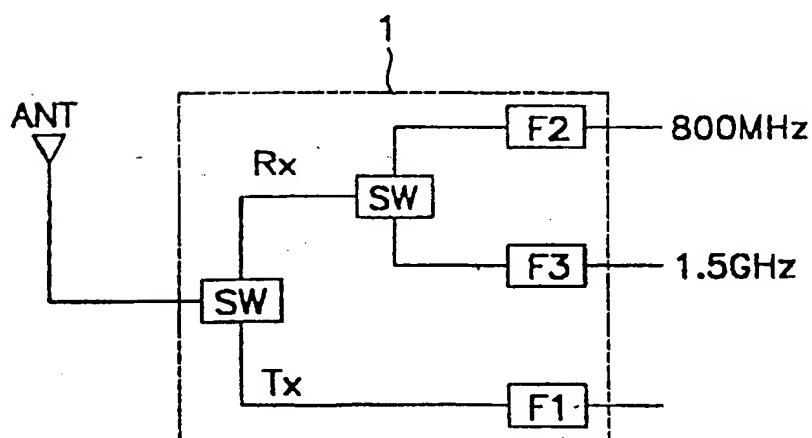 1
ANT
F2
800MHz
Rx
SW
F3
1.5GHz
SW
Tx
F1